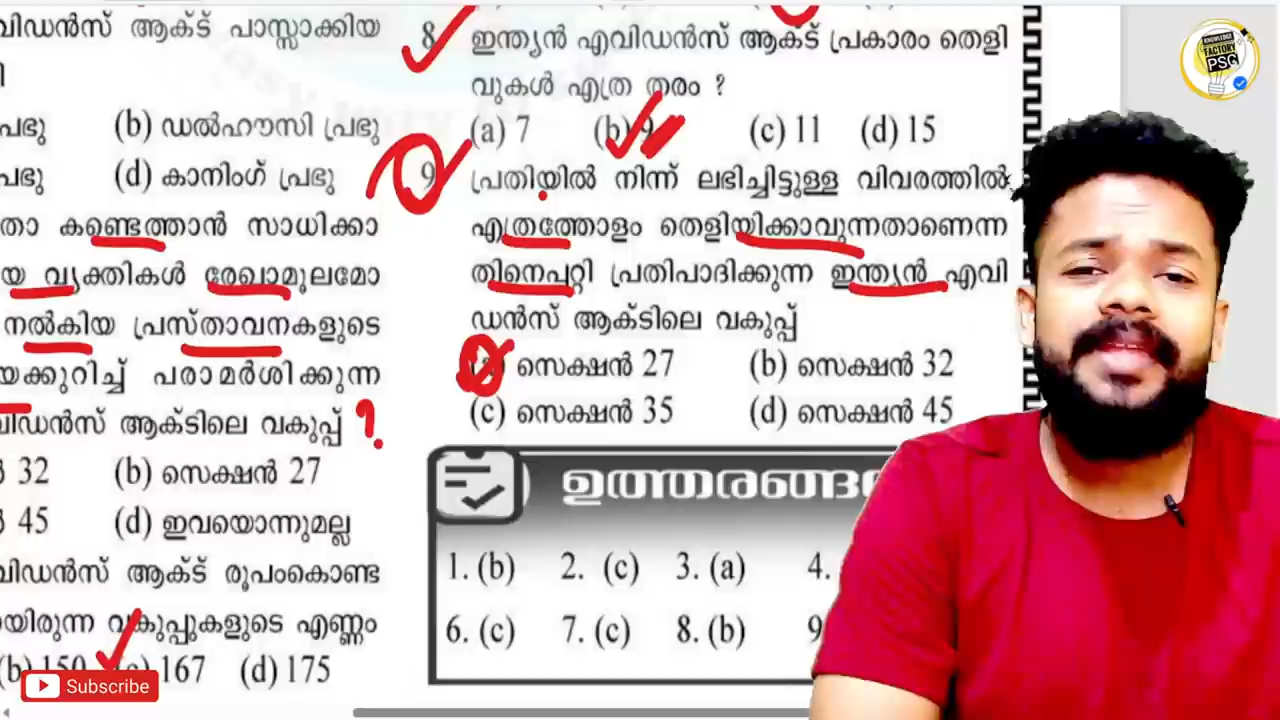 വിഡൻസ് ആക്ട് പാസ്സാക്കിയ
പ്രഭു (b) ഡൽഹൗസി പ്രഭു
പ്രഭു (d) കാനിംഗ് പ്രഭു
കണ്ടെത്താൻ സാധിക്കാ
വ്യക്തികൾ രേഖാമൂലമോ
നൽകിയ പ്രസ്താവനകളുടെ
യക്കുറിച്ച് പരാമർശിക്കുന്ന
വിഡൻസ് ആക്ടിലെ വകുപ്പ് ?
32 (b) സെക്ഷൻ 27
45 (d) ഇവയൊന്നുമല്ല
വിഡൻസ് ആക്ട് രൂപംകൊണ്ട
യിരുന്ന വകുപ്പുകളുടെ എണ്ണം
(b) 150 (c) 167 (d) 175
8 ഇന്ത്യൻ എവിഡൻസ് ആക്ട് പ്രകാരം തെളി
വുകൾ എത്ര തരം ?
(a) 7 (b) 9 (c) 11 (d) 15
9 പ്രതിയിൽ നിന്ന് ലഭിച്ചിട്ടുള്ള വിവരത്തിൽ
എത്രത്തോളം തെളിയിക്കാവുന്നതാണെന്ന
തിനെപറ്റി പ്രതിപാദിക്കുന്ന ഇന്ത്യൻ എവി
ഡൻസ് ആക്ടിലെ വകുപ്പ്
സെക്ഷൻ 27 (b) സെക്ഷൻ 32
(c) സെക്ഷൻ 35 (d) സെക്ഷൻ 45
1. (b) 2. (c) 3. (a) 4.
6. (c) 7. (c) 8. (b) 9
KNOWLEDGE
FACTORY
PSC
Subscribe